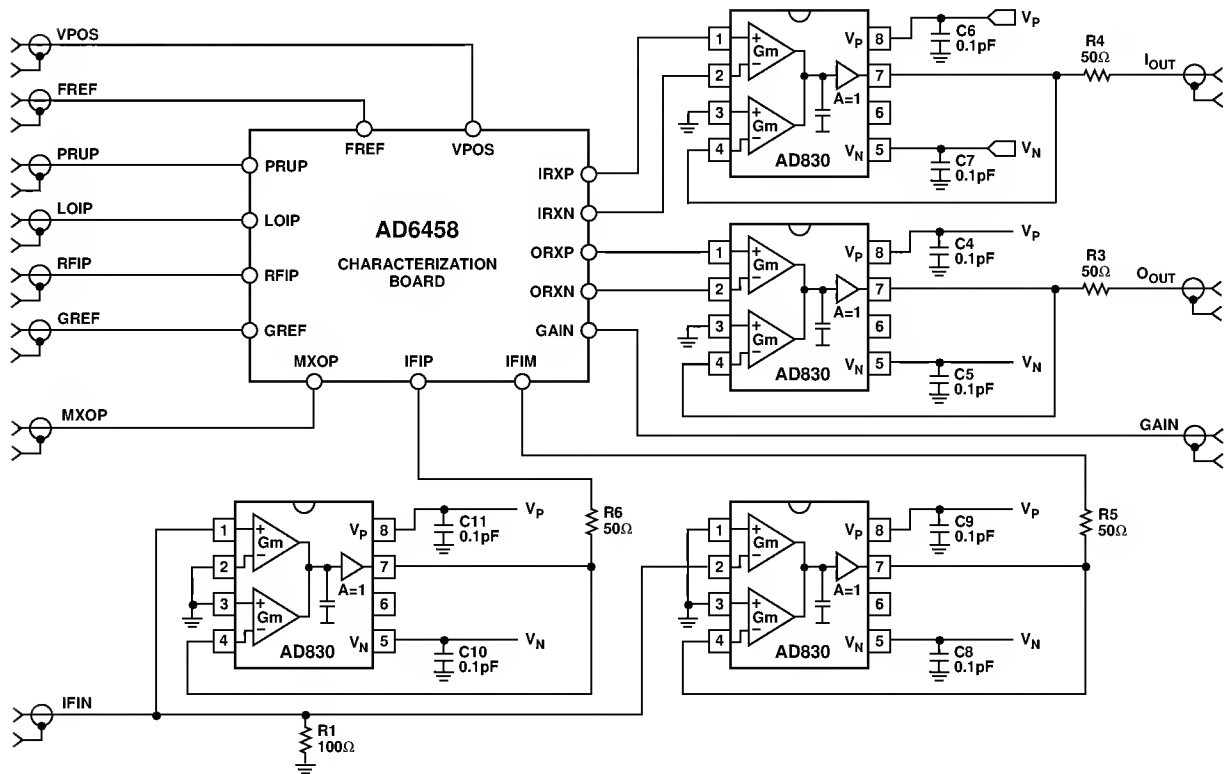 VPOS
FREF
PRUP
LOIP
RFIP
GREF
MXOP
IFIN
FREF
VPOS
PRUP
LOIP
RFIP
GREF
MXOP
IFIP
IFIM
IRXP
IRXN
ORXP
ORXN
GAIN
AD6458
CHARACTERIZATION
BOARD
1
2
3
4
+
Gm
−
+
Gm
−
A=1
VP
VN
8
7
6
5
AD830
C6
0.1pF
VP
C7
0.1pF
VN
R4
50Ω
IOUT
1
2
3
4
+
Gm
−
+
Gm
−
A=1
VP
VN
8
7
6
5
AD830
C4
0.1pF
VP
C5
0.1pF
VN
R3
50Ω
OOUT
GAIN
1
2
3
4
+
Gm
−
+
Gm
−
A=1
VP
VN
8
7
6
5
AD830
C11
0.1pF
VP
C10
0.1pF
VN
R6
50Ω
1
2
3
4
+
Gm
−
+
Gm
−
A=1
VP
VN
8
7
6
5
AD830
C9
0.1pF
VP
C8
0.1pF
VN
R5
50Ω
R1
100Ω